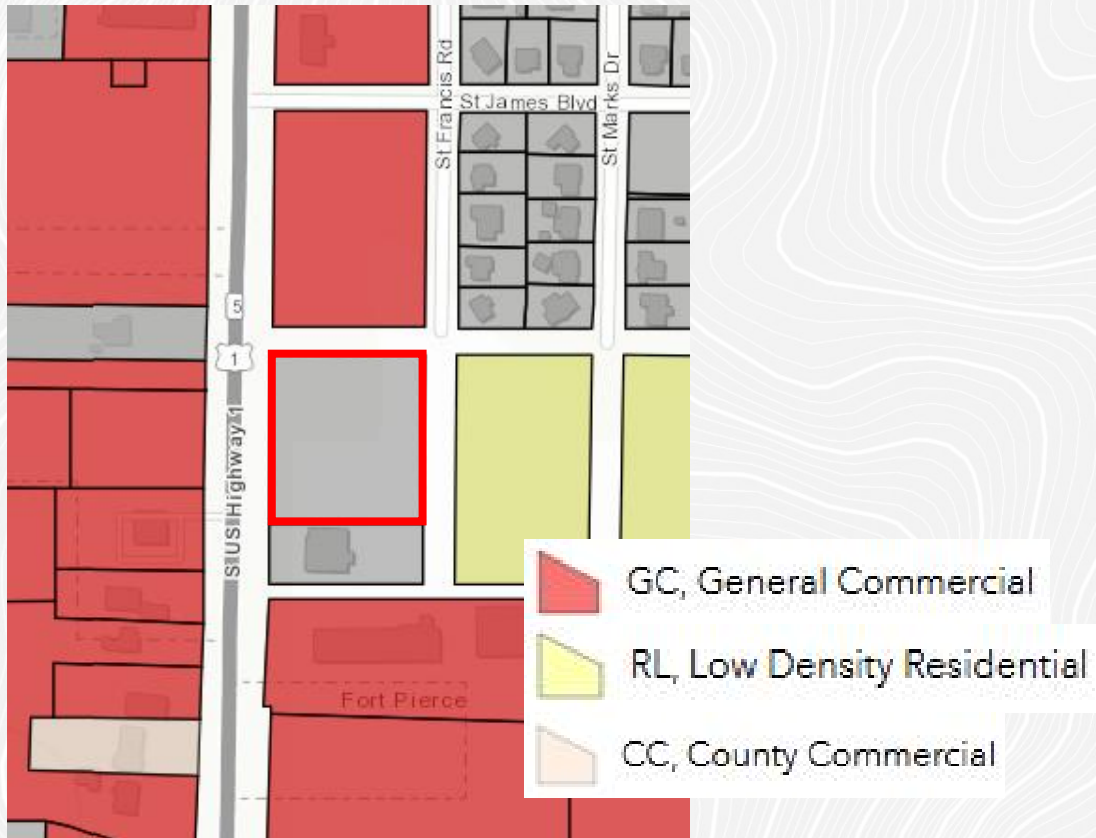 St Francis Rd
St James Blvd
St Marks Dr
5
1
S US Highway 1
Fort Pierce
GC, General Commercial
RL, Low Density Residential
CC, County Commercial